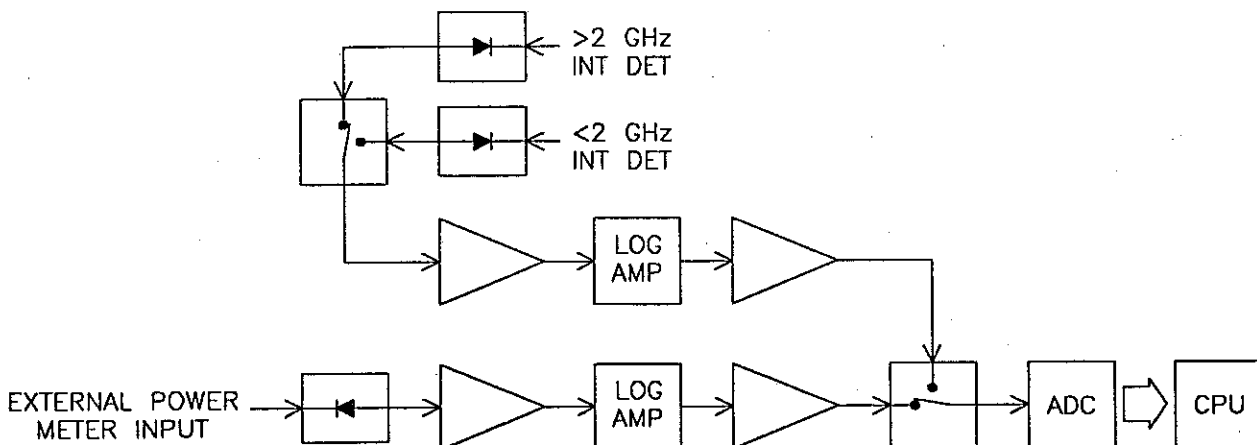 >2 GHz
INT DET
<2 GHz
INT DET
LOG
AMP
EXTERNAL POWER
METER INPUT
LOG
AMP
ADC
CPU